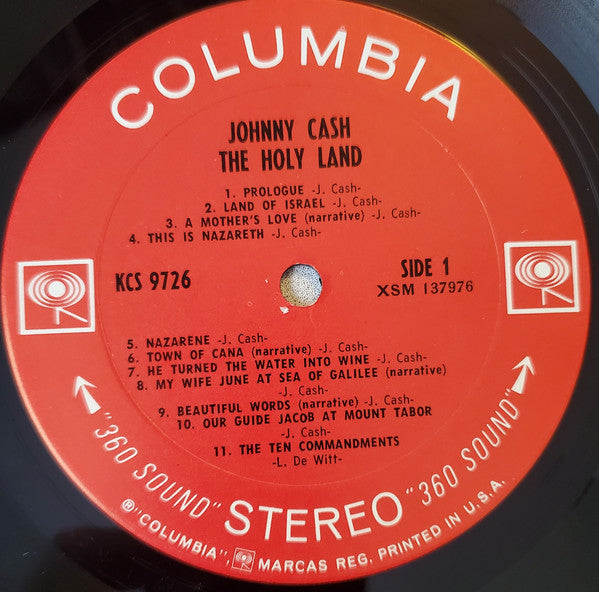 COLUMBIA
JOHNNY CASH
THE HOLY LAND
1. PROLOGUE -J. Cash-
2. LAND OF ISRAEL -J. Cash-
3. A MOTHER'S LOVE (narrative) -J. Cash-
4. THIS IS NAZARETH -J. Cash-
KCS 9726
SIDE 1
XSM 137976
5. NAZARENE -J. Cash-
6. TOWN OF CANA (narrative) -J. Cash-
7. HE TURNED THE WATER INTO WINE -J. Cash-
8. MY WIFE JUNE AT SEA OF GALILEE (narrative)
-J. Cash-
9. BEAUTIFUL WORDS (narrative) -J. Cash-
10. OUR GUIDE JACOB AT MOUNT TABOR
-J. Cash-
11. THE TEN COMMANDMENTS
-L. De Witt-
"360 SOUND" STEREO "360 SOUND"
℗"COLUMBIA", MARCAS REG. PRINTED IN U.S.A.